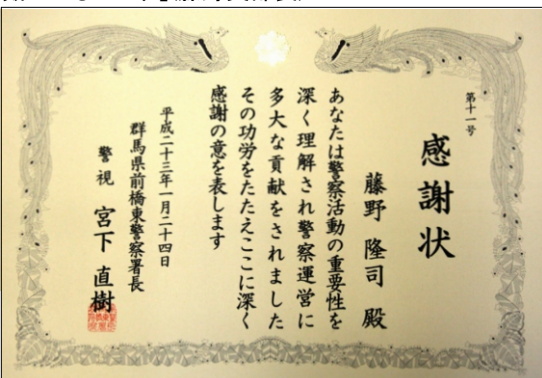 第十一号
感謝状
藤野隆司殿
あなたは警察活動の重要性を
深く理解され警察運営に
多大な貢献をされました
その功労をたたえここに深く
感謝の意を表します
平成二十三年一月二十四日
群馬県前橋東警察署長
警視 宮下直樹